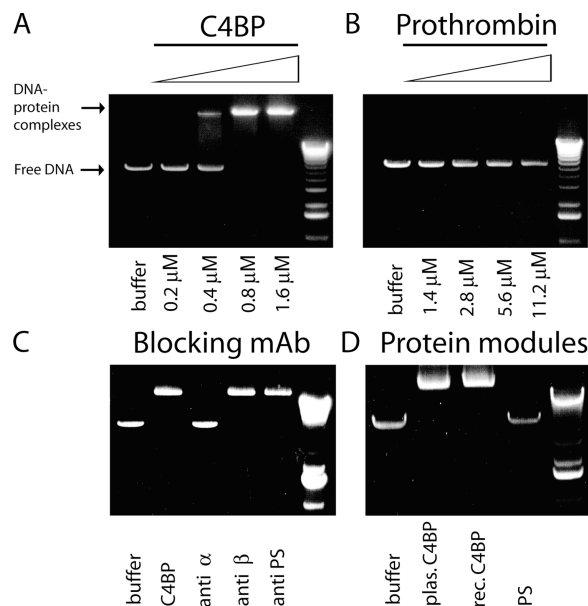 A
C4BP
B
Prothrombin
DNA-
protein
complexes
Free DNA
buffer
0.2 μM
0.4 μM
0.8 μM
1.6 μM
buffer
1.4 μM
2.8 μM
5.6 μM
11.2 μM
C
Blocking mAb
D
Protein modules
buffer
C4BP
anti α
anti β
anti PS
buffer
plas. C4BP
rec. C4BP
PS